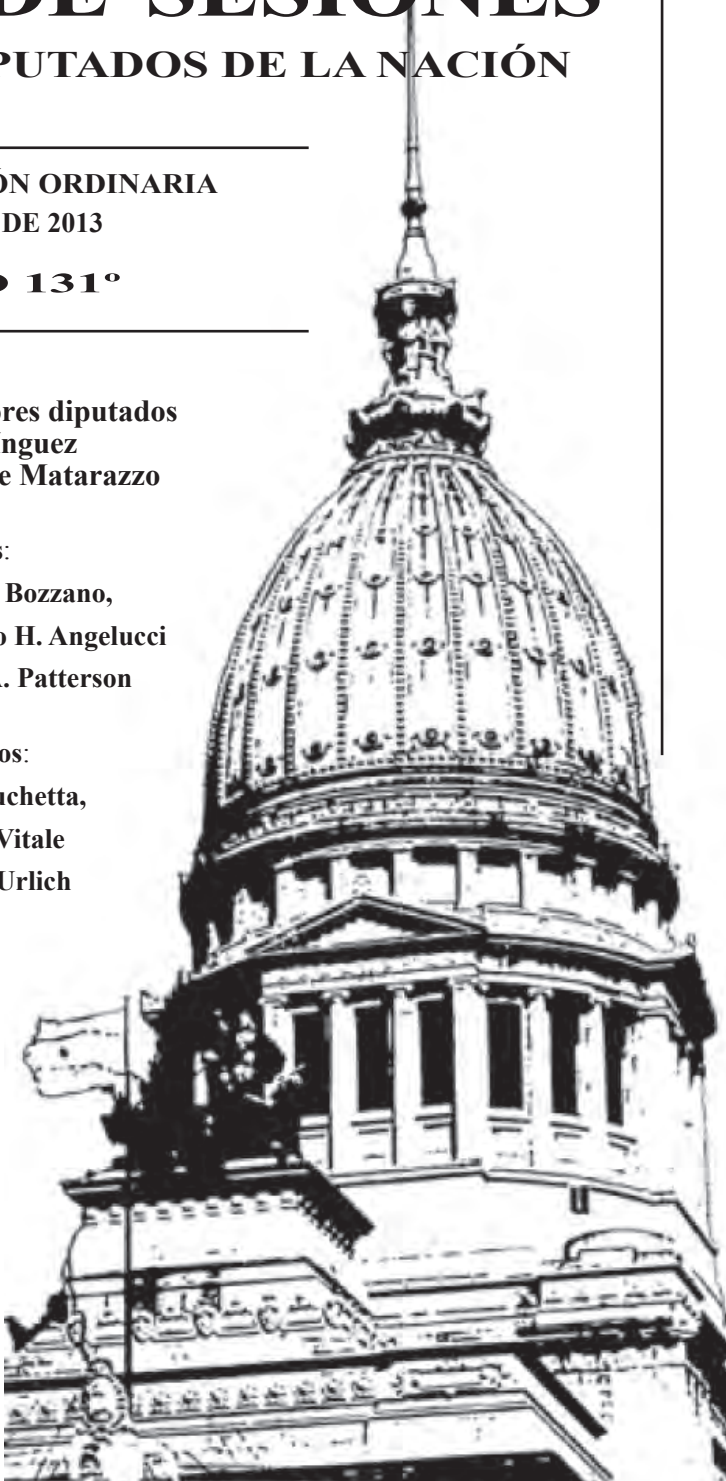 DE SESIONES
PUTADOS DE LA NACIÓN
ÓN ORDINARIA
DE 2013
131º
res diputados
nguez
e Matarazzo
s:
Bozzano,
o H. Angelucci
A. Patterson
os:
uchetta,
Vitale
Urlich